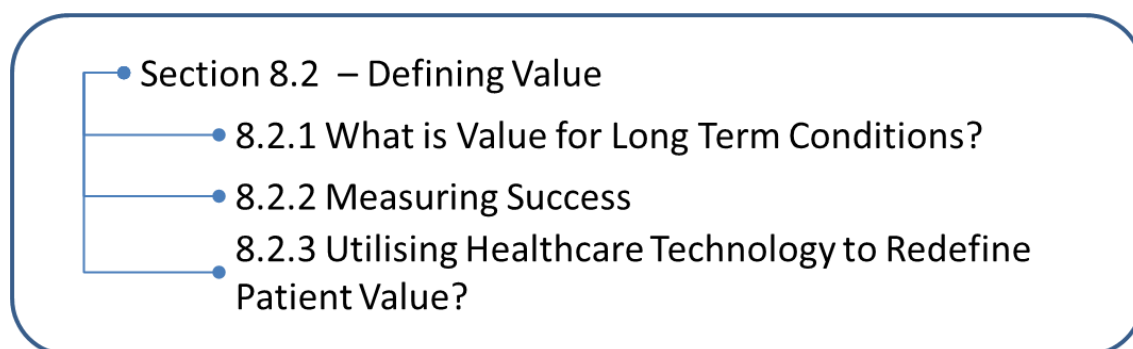 Section 8.2 – Defining Value
8.2.1 What is Value for Long Term Conditions?
8.2.2 Measuring Success
8.2.3 Utilising Healthcare Technology to Redefine
Patient Value?